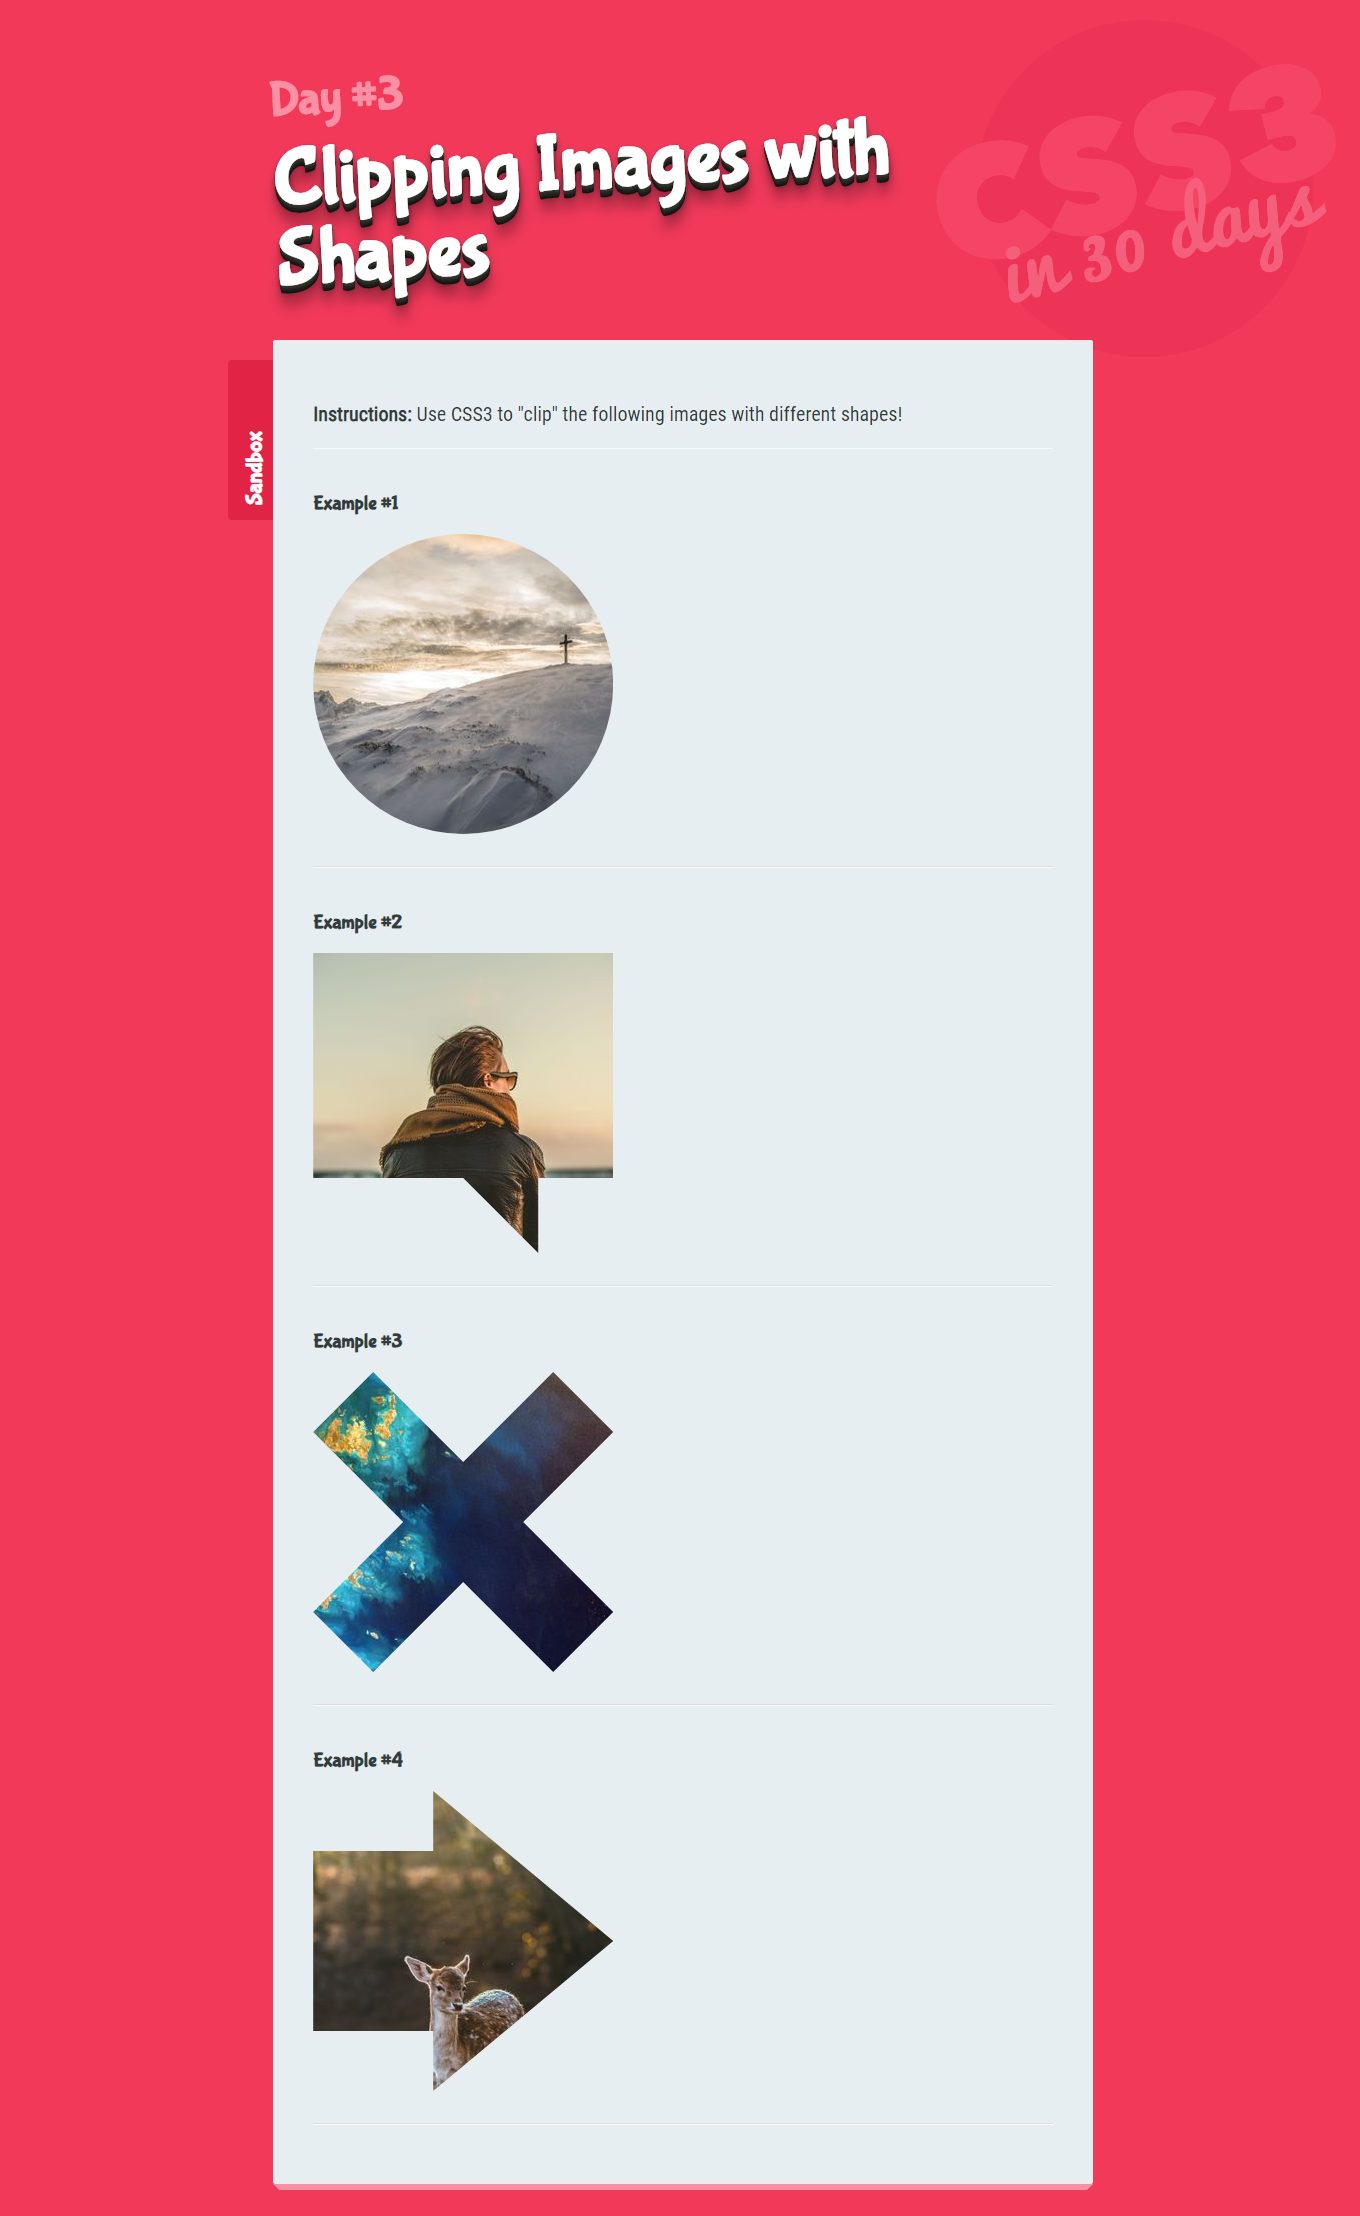 Day #3
Clipping Images with
Shapes
CSS3
in 30 days
Sandbox
Instructions: Use CSS3 to "clip" the following images with different shapes!
Example #1
Example #2
Example #3
Example #4